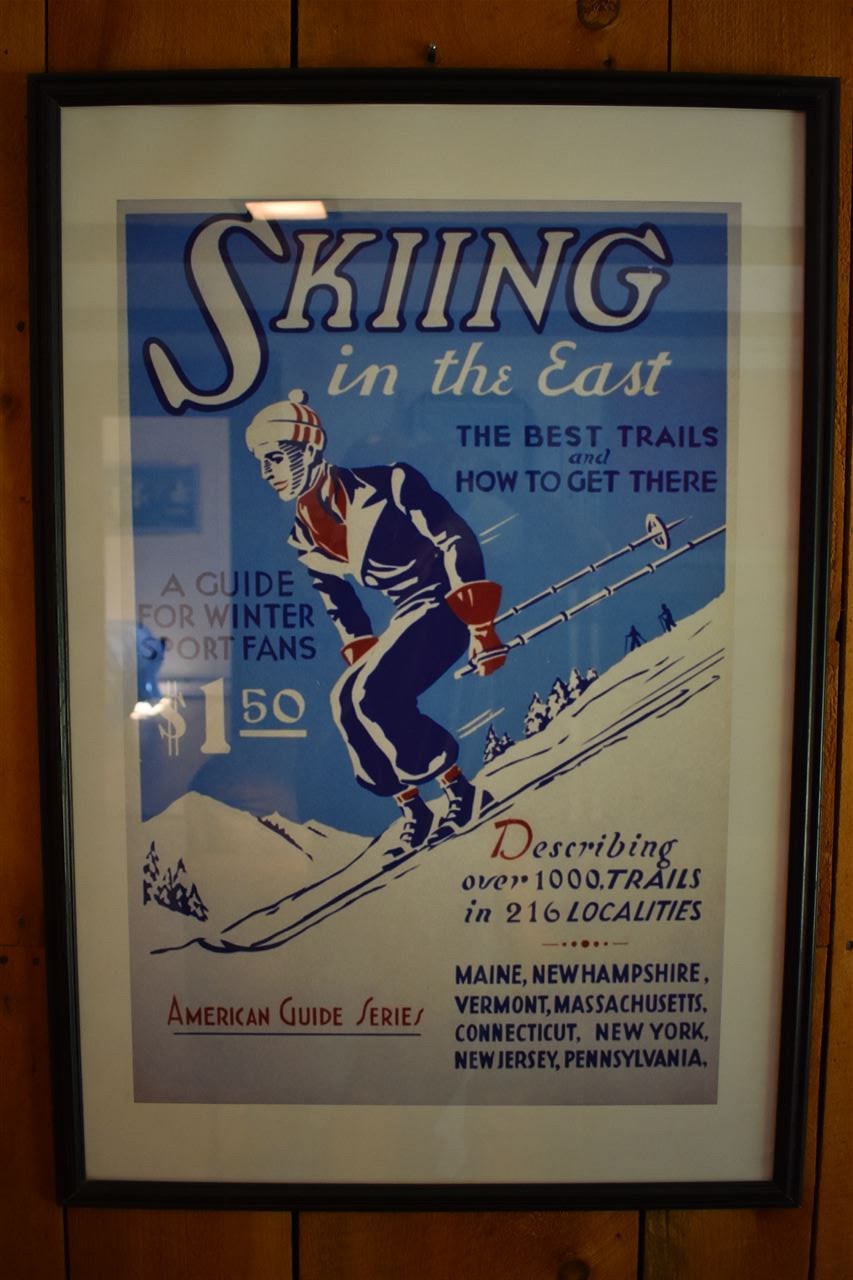 SKIING
in the East
THE BEST TRAILS
and
HOW TO GET THERE
A GUIDE
FOR WINTER
SPORT FANS
$1 50
Describing
over 1000 TRAILS
in 216 LOCALITIES
MAINE, NEW HAMPSHIRE,
VERMONT, MASSACHUSETTS,
CONNECTICUT, NEW YORK,
NEW JERSEY, PENNSYLVANIA,
AMERICAN GUIDE SERIES